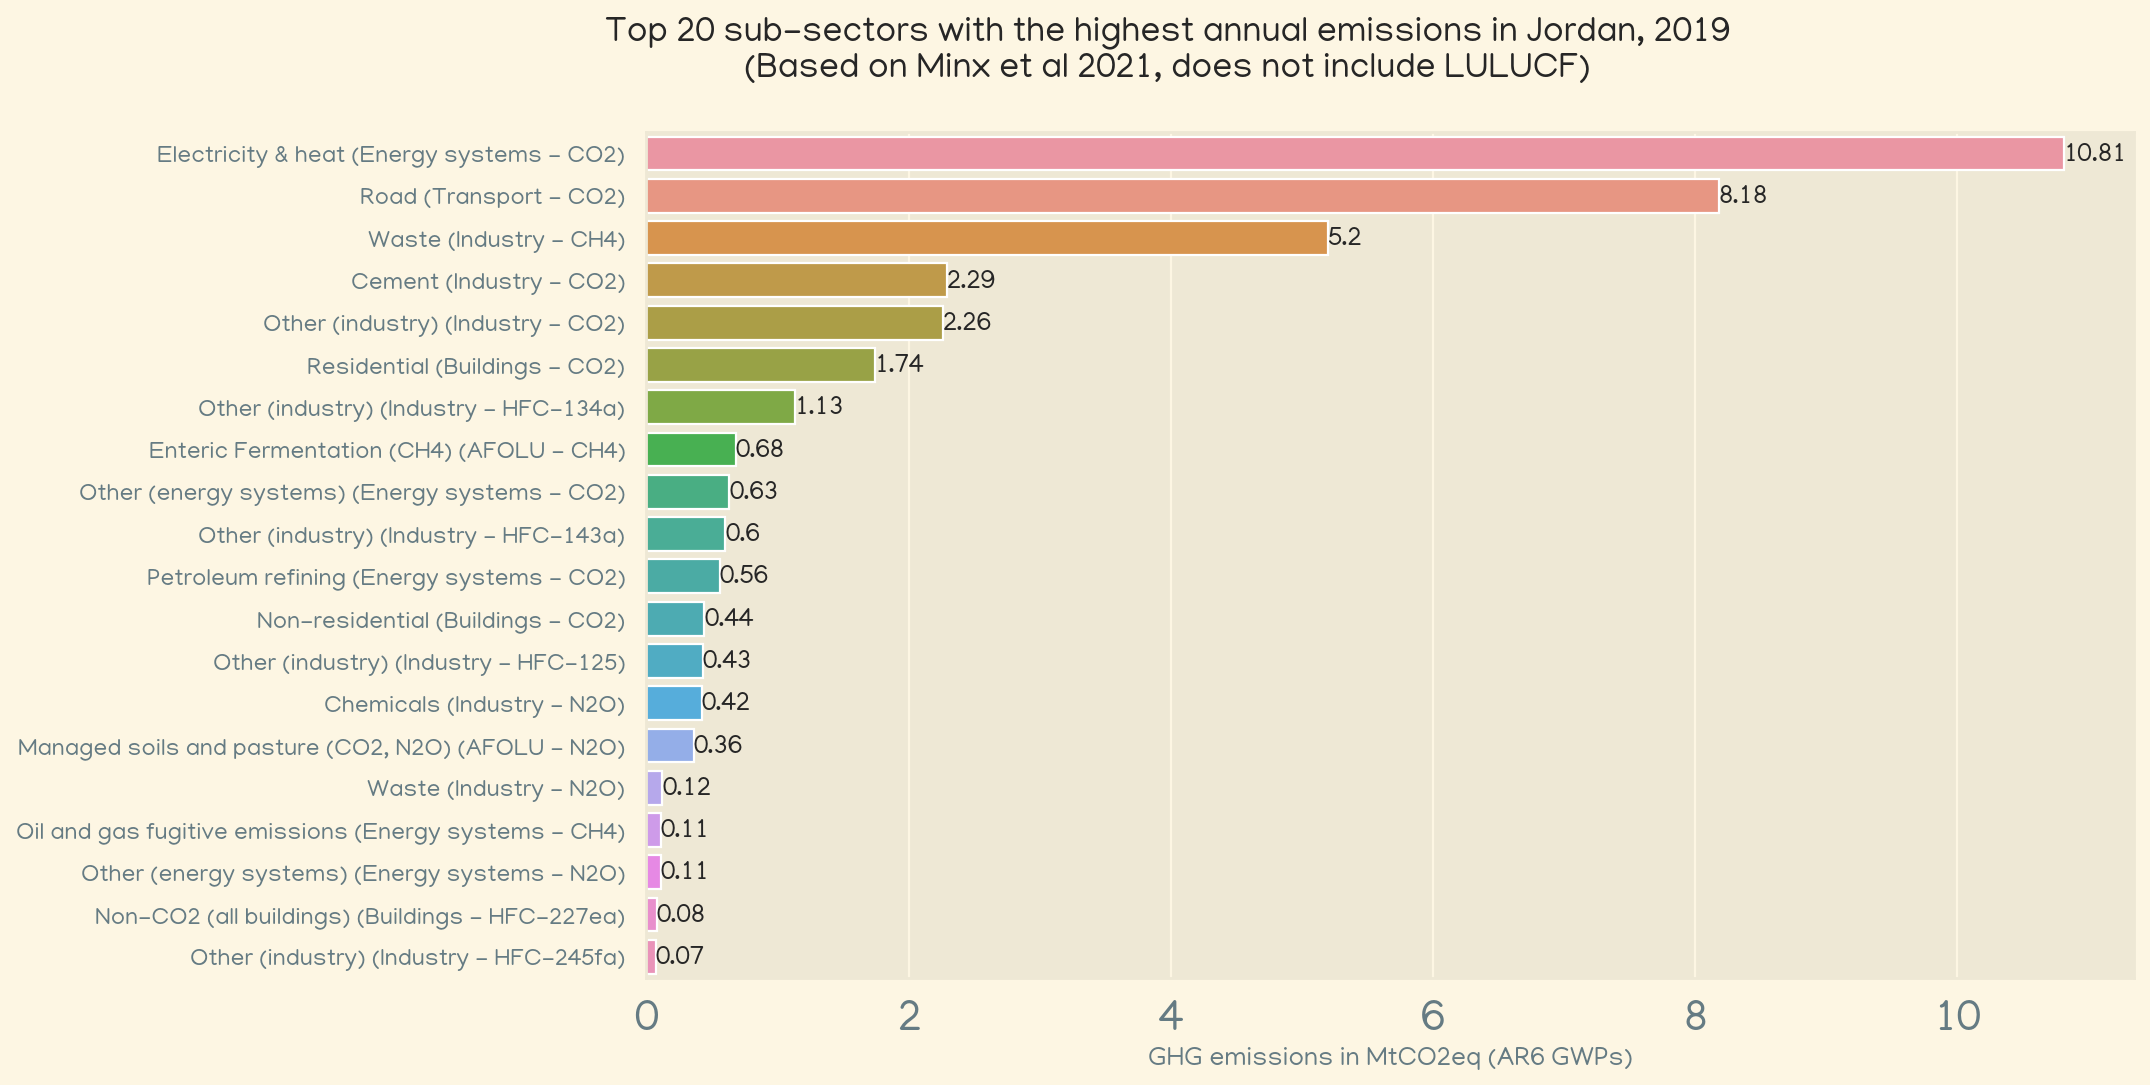 Top 20 sub-sectors with the highest annual emissions in Jordan, 2019
(Based on Minx et al 2021, does not include LULUCF)
Electricity & heat (Energy systems - CO2) 10.81
Road (Transport - CO2) 8.18
Waste (Industry - CH4) 5.2
Cement (Industry - CO2) 2.29
Other (industry) (Industry - CO2) 2.26
Residential (Buildings - CO2) 1.74
Other (industry) (Industry - HFC-134a) 1.13
Enteric Fermentation (CH4) (AFOLU - CH4) 0.68
Other (energy systems) (Energy systems - CO2) 0.63
Other (industry) (Industry - HFC-143a) 0.6
Petroleum refining (Energy systems - CO2) 0.56
Non-residential (Buildings - CO2) 0.44
Other (industry) (Industry - HFC-125) 0.43
Chemicals (Industry - N2O) 0.42
Managed soils and pasture (CO2, N2O) (AFOLU - N2O) 0.36
Waste (Industry - N2O) 0.12
Oil and gas fugitive emissions (Energy systems - CH4) 0.11
Other (energy systems) (Energy systems - N2O) 0.11
Non-CO2 (all buildings) (Buildings - HFC-227ea) 0.08
Other (industry) (Industry - HFC-245fa) 0.07
0 2 4 6 8 10
GHG emissions in MtCO2eq (AR6 GWPs)